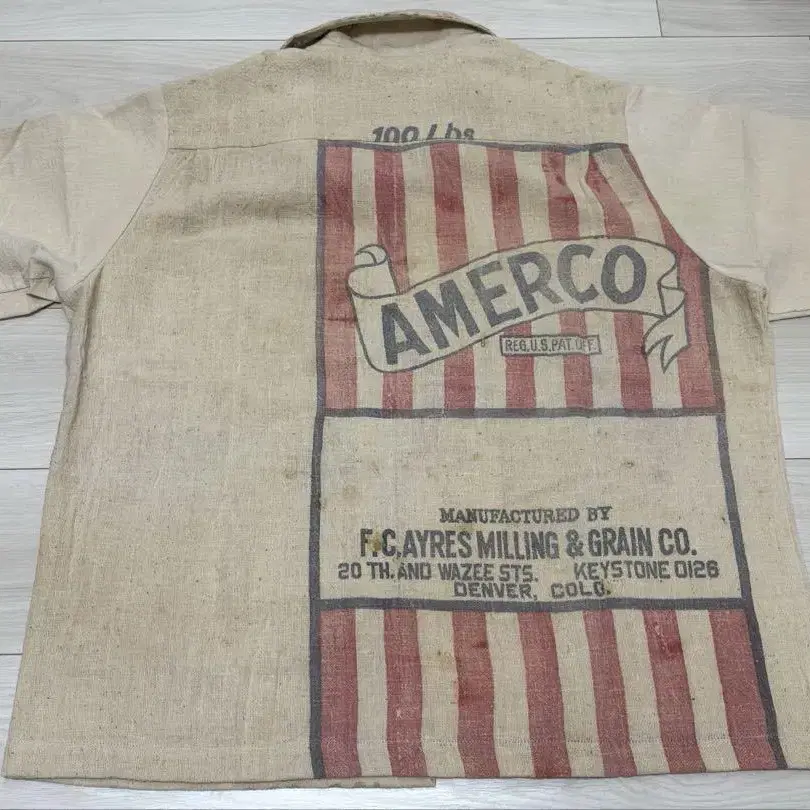 100 Lbs
AMERCO
REG.U.S.PAT.OFF.
MANUFACTURED BY
F.C.AYRES MILLING & GRAIN CO.
20 TH. AND WAZEE STS. KEYSTONE 0126
DENVER, COLO.